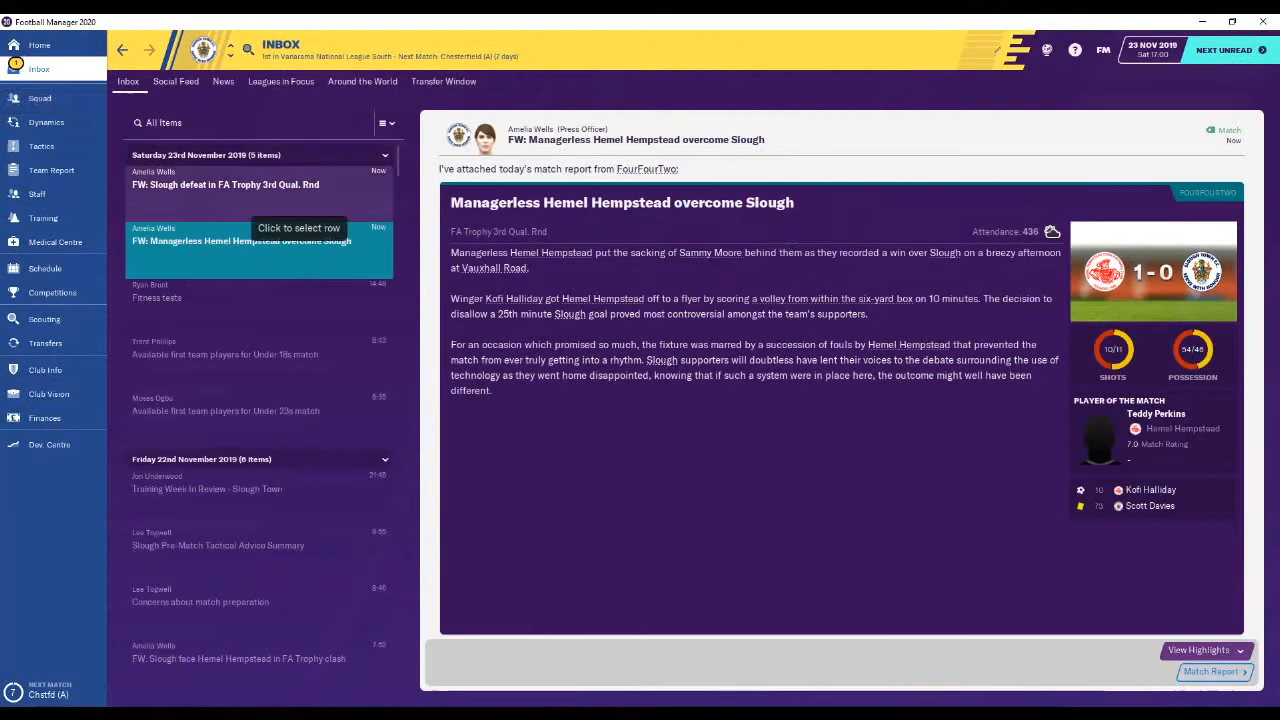 Football Manager 2020
Home
1
Inbox
Squad
Dynamics
Tactics
Team Report
Staff
Training
Medical Centre
Schedule
Competitions
Scouting
Transfers
Club Info
Club Vision
Finances
Dev. Centre
7
NEXT MATCH
Chstfd (A)
INBOX
1st in Vanarama National League South - Next Match: Chesterfield (A) (7 days)
?
FM
23 NOV 2019
Sat 17:00
NEXT UNREAD
Inbox
Social Feed
News
Leagues in Focus
Around the World
Transfer Window
All Items
Saturday 23rd November 2019 (5 items)
Amelia Wells Now
FW: Slough defeat in FA Trophy 3rd Qual. Rnd
Click to select row
Amelia Wells Now
FW: Managerless Hemel Hempstead overcome Slough
Ryan Brunt 14:48
Fitness tests
Trent Phillips 8:43
Available first team players for Under 18s match
Moses Ogbu 8:35
Available first team players for Under 23s match
Friday 22nd November 2019 (6 items)
Jon Underwood 21:45
Training Week In Review - Slough Town
Lee Togwell 8:55
Slough Pre-Match Tactical Advice Summary
Lee Togwell 8:46
Concerns about match preparation
Amelia Wells 7:52
FW: Slough face Hemel Hempstead in FA Trophy clash
Amelia Wells (Press Officer)
FW: Managerless Hemel Hempstead overcome Slough
Match
Now
I've attached today's match report from FourFourTwo:
FOURFOURTWO
Managerless Hemel Hempstead overcome Slough
FA Trophy 3rd Qual. Rnd
Attendance: 436
Managerless Hemel Hempstead put the sacking of Sammy Moore behind them as they recorded a win over Slough on a breezy afternoon
at Vauxhall Road.
Winger Kofi Halliday got Hemel Hempstead off to a flyer by scoring a volley from within the six-yard box on 10 minutes. The decision to
disallow a 25th minute Slough goal proved most controversial amongst the team's supporters.
For an occasion which promised so much, the fixture was marred by a succession of fouls by Hemel Hempstead that prevented the
match from ever truly getting into a rhythm. Slough supporters will doubtless have lent their voices to the debate surrounding the use of
technology as they went home disappointed, knowing that if such a system were in place here, the outcome might well have been
different.
1 - 0
10/11
SHOTS
54/46
POSSESSION
PLAYER OF THE MATCH
Teddy Perkins
Hemel Hempstead
7.0 Match Rating
-
10 Kofi Halliday
73 Scott Davies
View Highlights
Match Report